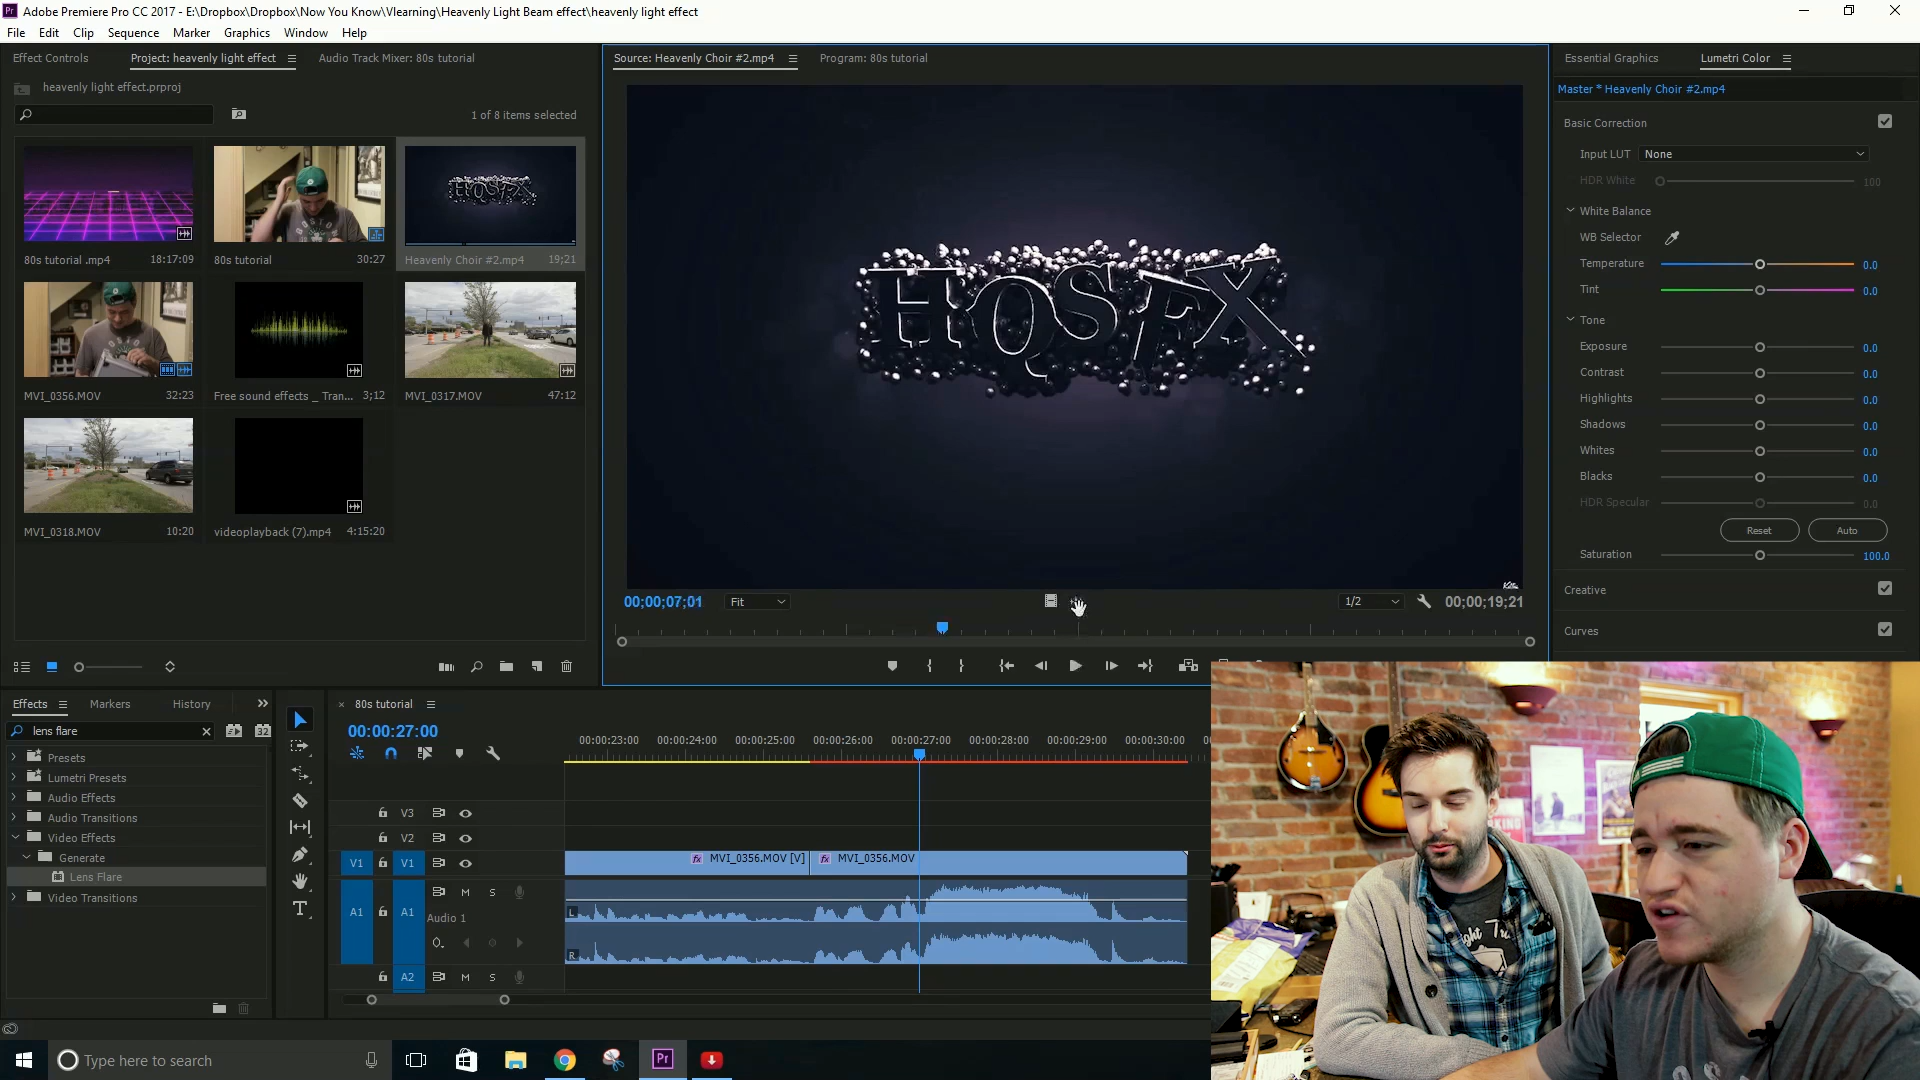 Adobe Premiere Pro CC 2017 - E:\Dropbox\Dropbox\Now You Know\Vlearning\Heavenly Light Beam effect\heavenly light effect
File Edit Clip Sequence Marker Graphics Window Help
Effect Controls
Project: heavenly light effect
Audio Track Mixer: 80s tutorial
heavenly light effect.prproj
1 of 8 items selected
80s tutorial .mp4 18:17:09
80s tutorial 30:27
Heavenly Choir #2.mp4 19;21
MVI_0356.MOV 32:23
Free sound effects _ Tran... 3;12
MVI_0317.MOV 47:12
MVI_0318.MOV 10:20
videoplayback (7).mp4 4:15:20
Source: Heavenly Choir #2.mp4
Program: 80s tutorial
HQSFX
00;00;07;01
Fit
1/2
00;00;19;21
Essential Graphics
Lumetri Color
Master * Heavenly Choir #2.mp4
Basic Correction
Input LUT None
HDR White 100
White Balance
WB Selector
Temperature 0.0
Tint 0.0
Tone
Exposure 0.0
Contrast 0.0
Highlights 0.0
Shadows 0.0
Whites 0.0
Blacks 0.0
HDR Specular 0.0
Reset Auto
Saturation 100.0
Creative
Curves
Effects Markers History
lens flare
32
Presets
Lumetri Presets
Audio Effects
Audio Transitions
Video Effects
Generate
Lens Flare
Video Transitions
80s tutorial
00:00:27:00
00:00:23:00 00:00:24:00 00:00:25:00 00:00:26:00 00:00:27:00 00:00:28:00 00:00:29:00 00:00:30:00
V3
V2
V1 V1
fx MVI_0356.MOV [V] fx MVI_0356.MOV
M S
A1 A1
Audio 1
L
R
A2 M S
Type here to search
Pr